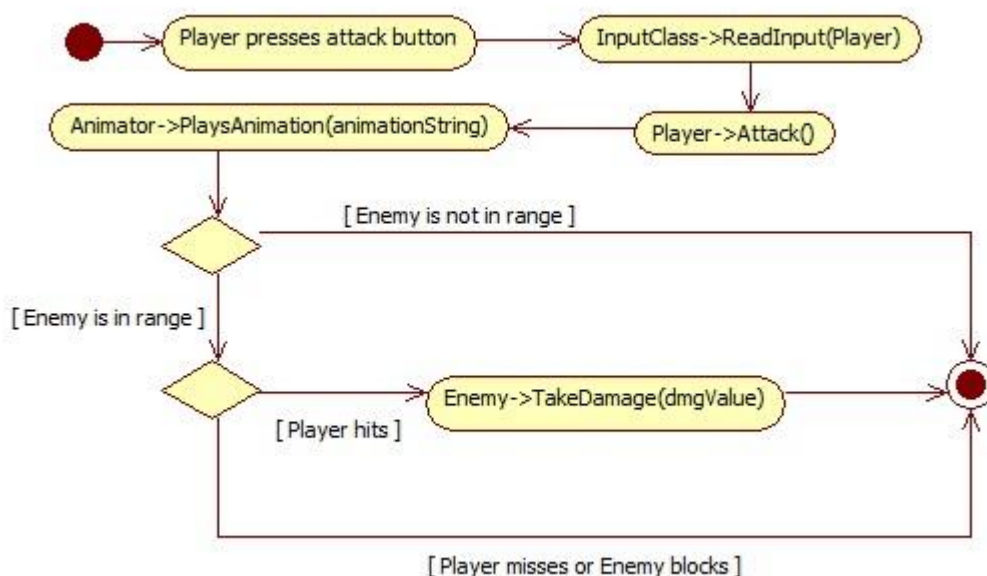 Player presses attack button
InputClass->ReadInput(Player)
Animator->PlaysAnimation(animationString)
Player->Attack()
[ Enemy is not in range ]
[ Enemy is in range ]
Enemy->TakeDamage(dmgValue)
[ Player hits ]
[ Player misses or Enemy blocks ]